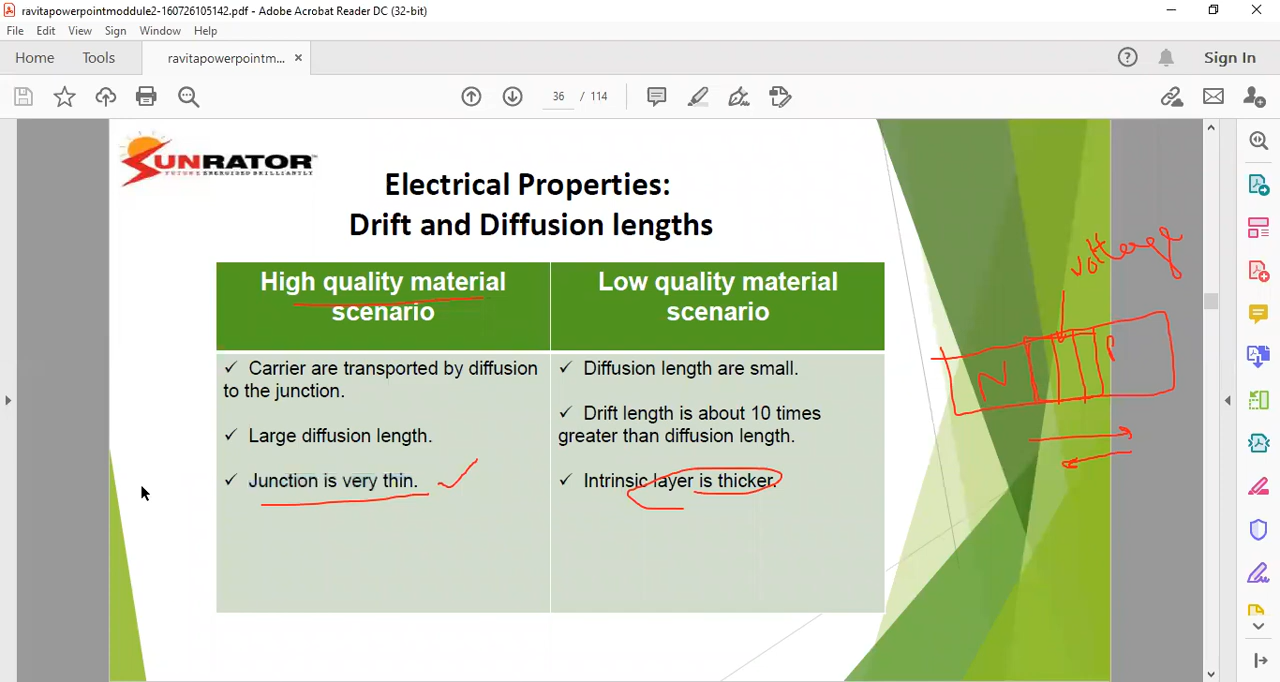 ravitapowerpointmoddule2-160726105142.pdf - Adobe Acrobat Reader DC (32-bit)
File Edit View Sign Window Help
Home Tools ravitapowerpointm... × Sign In
36 / 114
SUNRATOR
FUTURE ENERGISED BRILLIANTLY
Electrical Properties:
Drift and Diffusion lengths
High quality material
scenario
Low quality material
scenario
✓ Carrier are transported by diffusion
to the junction.
✓ Large diffusion length.
✓ Junction is very thin.
✓ Diffusion length are small.
✓ Drift length is about 10 times
greater than diffusion length.
✓ Intrinsic layer is thicker.
N
P